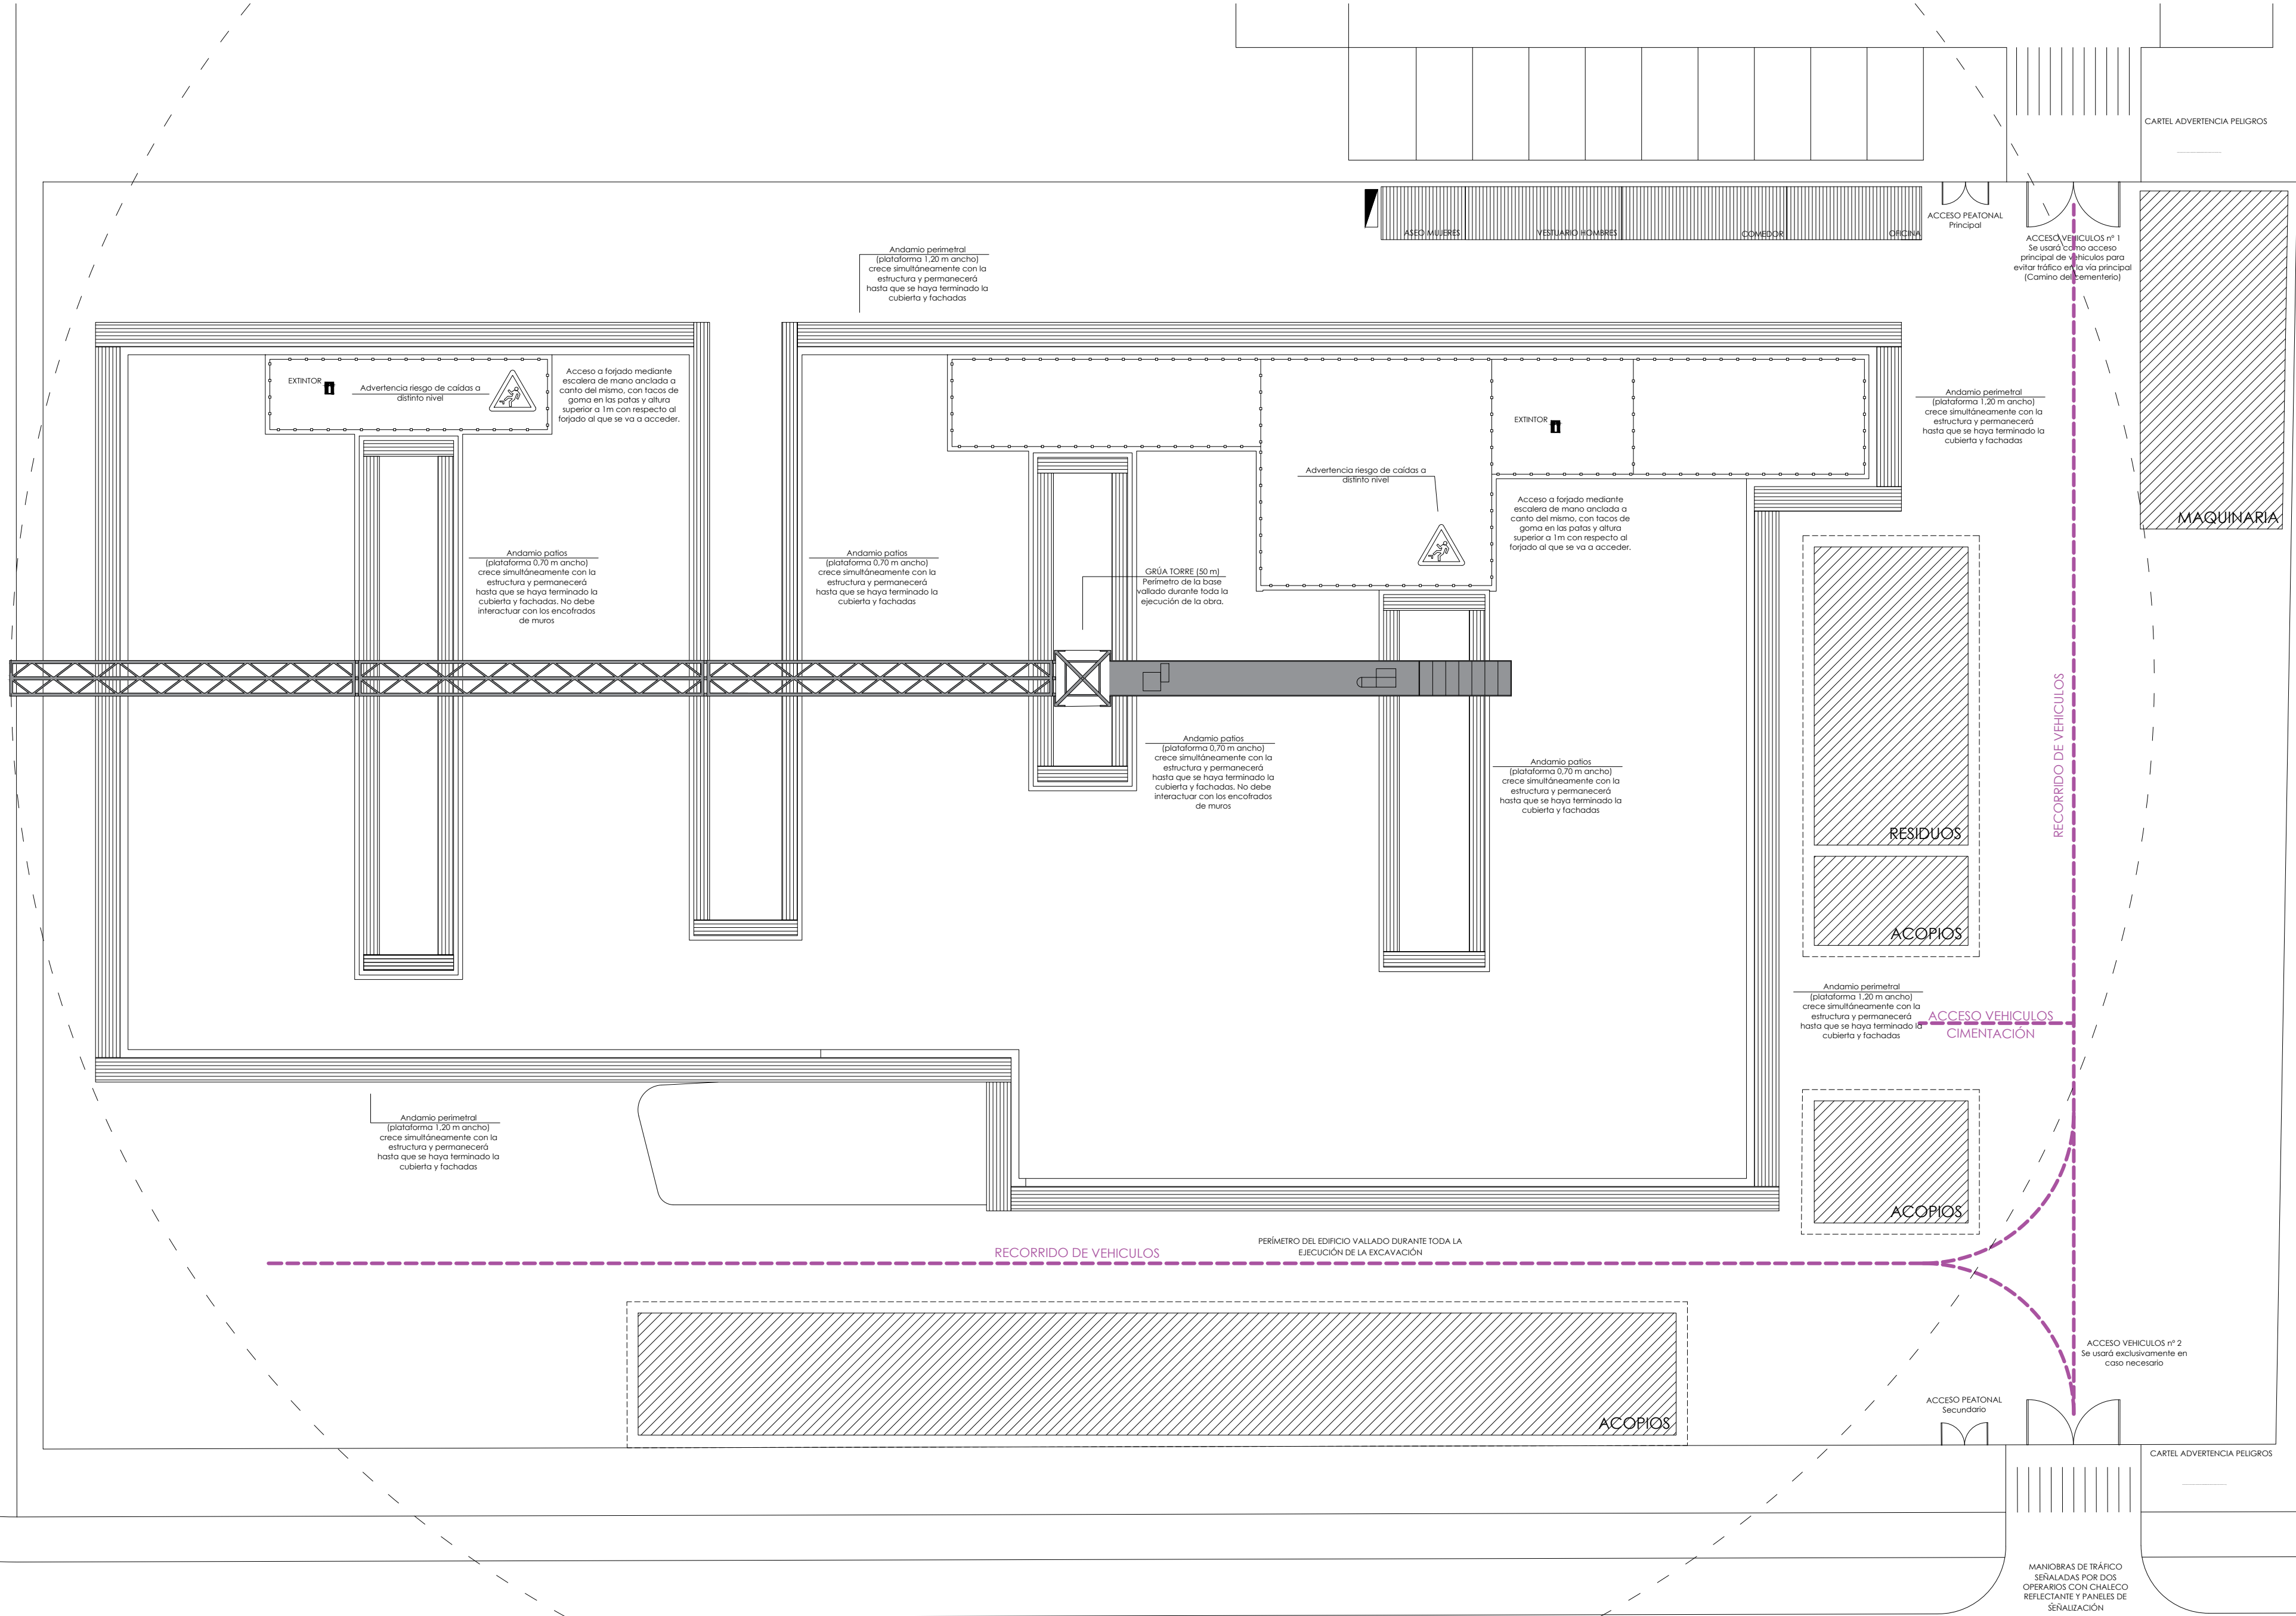 CARTEL ADVERTENCIA PELIGROS
ASEO MUJERES
VESTUARIO HOMBRES
COMEDOR
OFICINA
ACCESO PEATONAL
Principal
ACCESO VEHICULOS nº 1
Se usará como acceso
principal de vehiculos para
evitar tráfico en la vía principal
(Camino del cementerio)
Andamio perimetral
(plataforma 1,20 m ancho)
crece simultáneamente con la
estructura y permanecerá
hasta que se haya terminado la
cubierta y fachadas
EXTINTOR
Advertencia riesgo de caídas a
distinto nivel
Acceso a forjado mediante
escalera de mano anclada a
canto del mismo, con tacos de
goma en las patas y altura
superior a 1m con respecto al
forjado al que se va a acceder.
EXTINTOR
Advertencia riesgo de caídas a
distinto nivel
Acceso a forjado mediante
escalera de mano anclada a
canto del mismo, con tacos de
goma en las patas y altura
superior a 1m con respecto al
forjado al que se va a acceder.
Andamio perimetral
(plataforma 1,20 m ancho)
crece simultáneamente con la
estructura y permanecerá
hasta que se haya terminado la
cubierta y fachadas
MAQUINARIA
Andamio patios
(plataforma 0,70 m ancho)
crece simultáneamente con la
estructura y permanecerá
hasta que se haya terminado la
cubierta y fachadas. No debe
interactuar con los encofrados
de muros
Andamio patios
(plataforma 0,70 m ancho)
crece simultáneamente con la
estructura y permanecerá
hasta que se haya terminado la
cubierta y fachadas
GRÚA TORRE (50 m)
Perímetro de la base
vallado durante toda la
ejecución de la obra.
Andamio patios
(plataforma 0,70 m ancho)
crece simultáneamente con la
estructura y permanecerá
hasta que se haya terminado la
cubierta y fachadas. No debe
interactuar con los encofrados
de muros
Andamio patios
(plataforma 0,70 m ancho)
crece simultáneamente con la
estructura y permanecerá
hasta que se haya terminado la
cubierta y fachadas
RECORRIDO DE VEHICULOS
RESIDUOS
ACOPIOS
Andamio perimetral
(plataforma 1,20 m ancho)
crece simultáneamente con la
estructura y permanecerá
hasta que se haya terminado la
cubierta y fachadas
ACCESO VEHICULOS
CIMENTACIÓN
Andamio perimetral
(plataforma 1,20 m ancho)
crece simultáneamente con la
estructura y permanecerá
hasta que se haya terminado la
cubierta y fachadas
ACOPIOS
RECORRIDO DE VEHICULOS
PERÍMETRO DEL EDIFICIO VALLADO DURANTE TODA LA
EJECUCIÓN DE LA EXCAVACIÓN
ACOPIOS
ACCESO VEHICULOS nº 2
Se usará exclusivamente en
caso necesario
ACCESO PEATONAL
Secundario
CARTEL ADVERTENCIA PELIGROS
MANIOBRAS DE TRÁFICO
SEÑALADAS POR DOS
OPERARIOS CON CHALECO
REFLECTANTE Y PANELES DE
SEÑALIZACIÓN